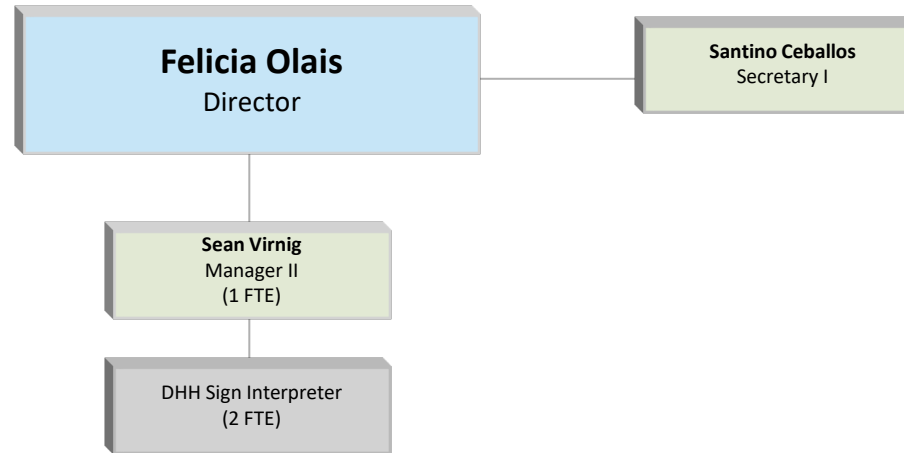 Felicia Olais
Director
Santino Ceballos
Secretary I
Sean Virnig
Manager II
(1 FTE)
DHH Sign Interpreter
(2 FTE)